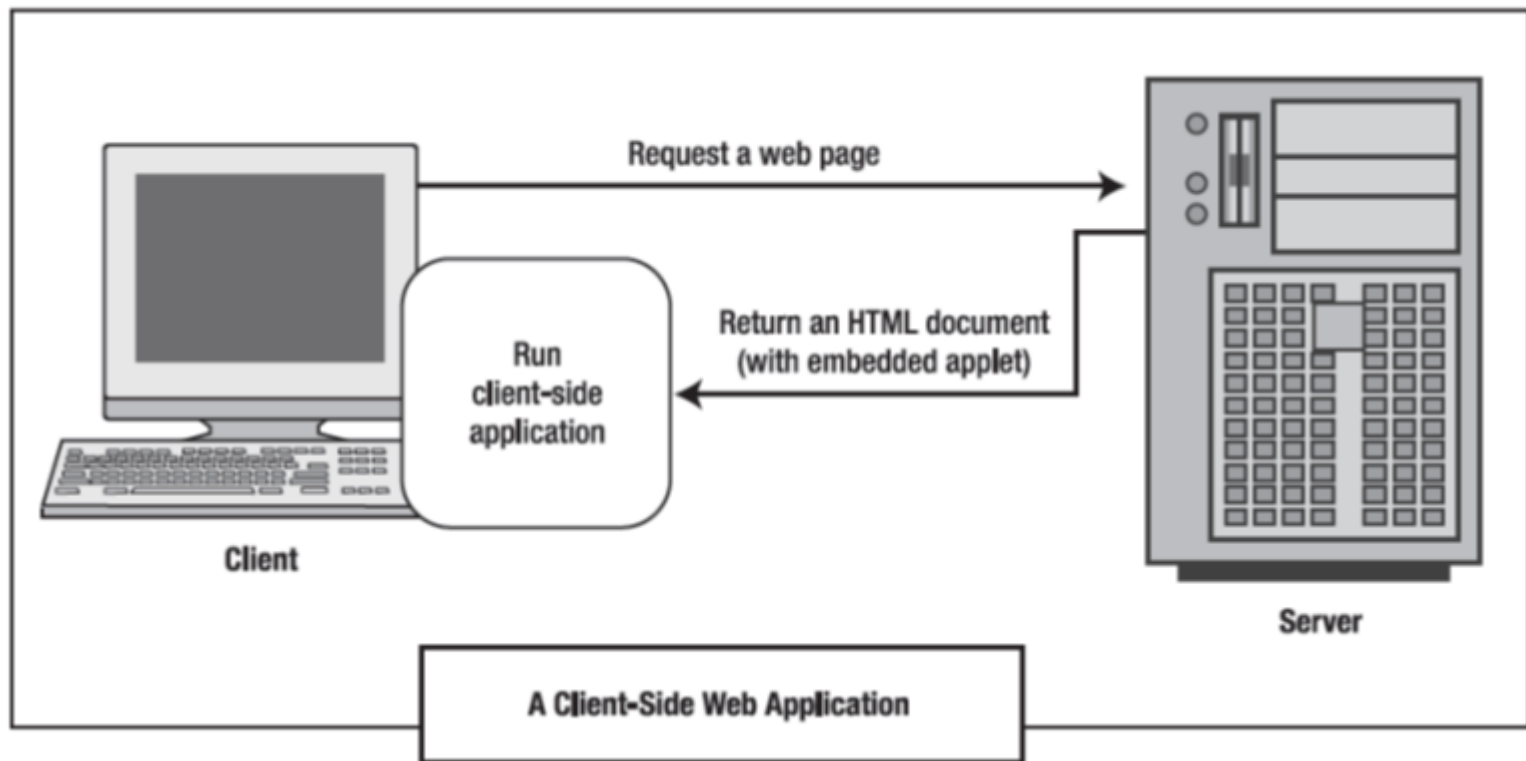 Request a web page
Return an HTML document
(with embedded applet)
Run
client-side
application
Client
Server
A Client-Side Web Application